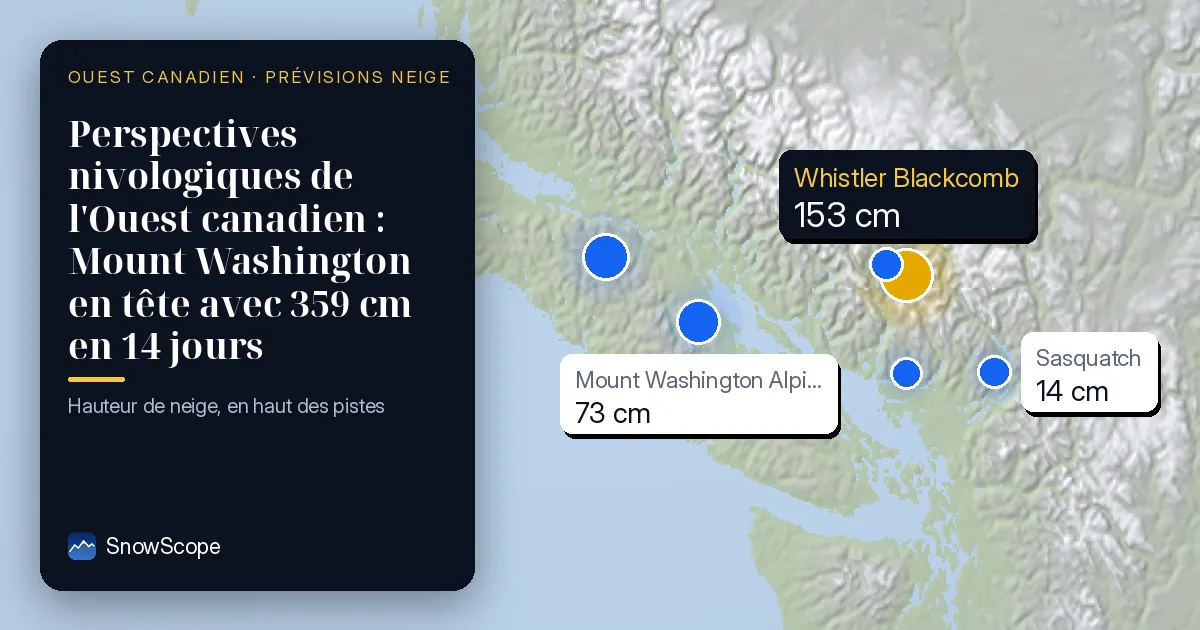 OUEST CANADIEN · PRÉVISIONS NEIGE
Perspectives
nivologiques de
l'Ouest canadien :
Mount Washington
en tête avec 359 cm
en 14 jours
Hauteur de neige, en haut des pistes
SnowScope
Whistler Blackcomb
153 cm
Mount Washington Alpi...
73 cm
Sasquatch
14 cm